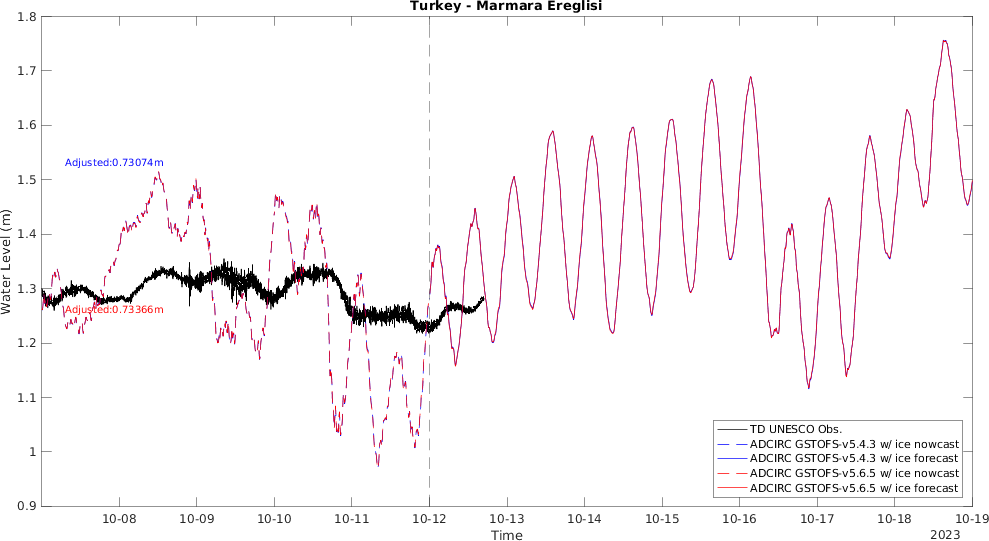 Turkey - Marmara Ereglisi
1.8
1.7
1.6
1.5
1.4
1.3
1.2
1.1
1
0.9
Water Level (m)
Adjusted:0.73074m
Adjusted:0.73366m
TD UNESCO Obs.
ADCIRC GSTOFS-v5.4.3 w/ ice nowcast
ADCIRC GSTOFS-v5.4.3 w/ ice forecast
ADCIRC GSTOFS-v5.6.5 w/ ice nowcast
ADCIRC GSTOFS-v5.6.5 w/ ice forecast
10-08 10-09 10-10 10-11 10-12 10-13 10-14 10-15 10-16 10-17 10-18 10-19
Time
2023